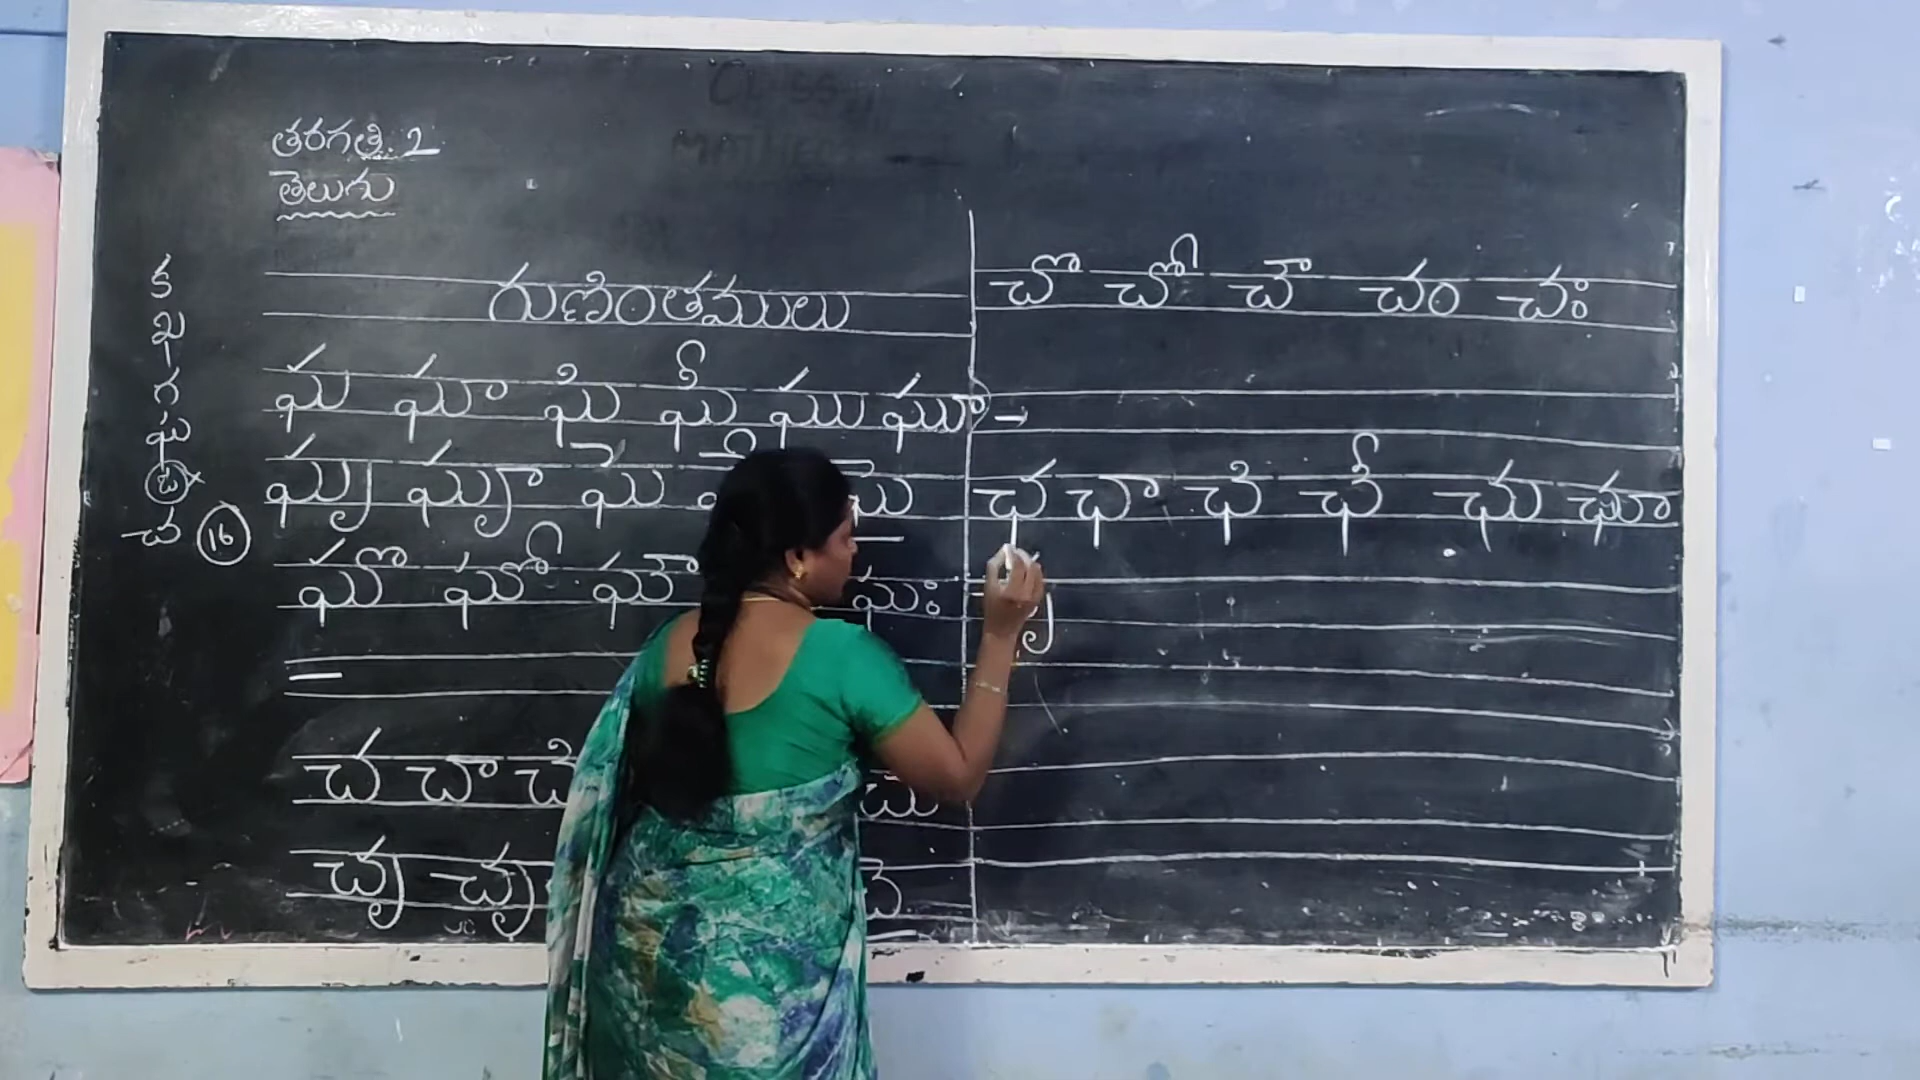 తరగతి. 2
తెలుగు
క
ఖ
గ
ఘ
ఙ
చ 16
గుణింతములు
ఘ ఘా ఘి ఘీ ఘు ఘూ
ఘృ ఘౄ ఘె
ఘొ ఘో ఘౌ ఘః
చ చా చి చు
చృ చౄ చె
చొ చో చౌ చం చః
ఛ ఛా ఛి ఛీ ఛు ఛూ